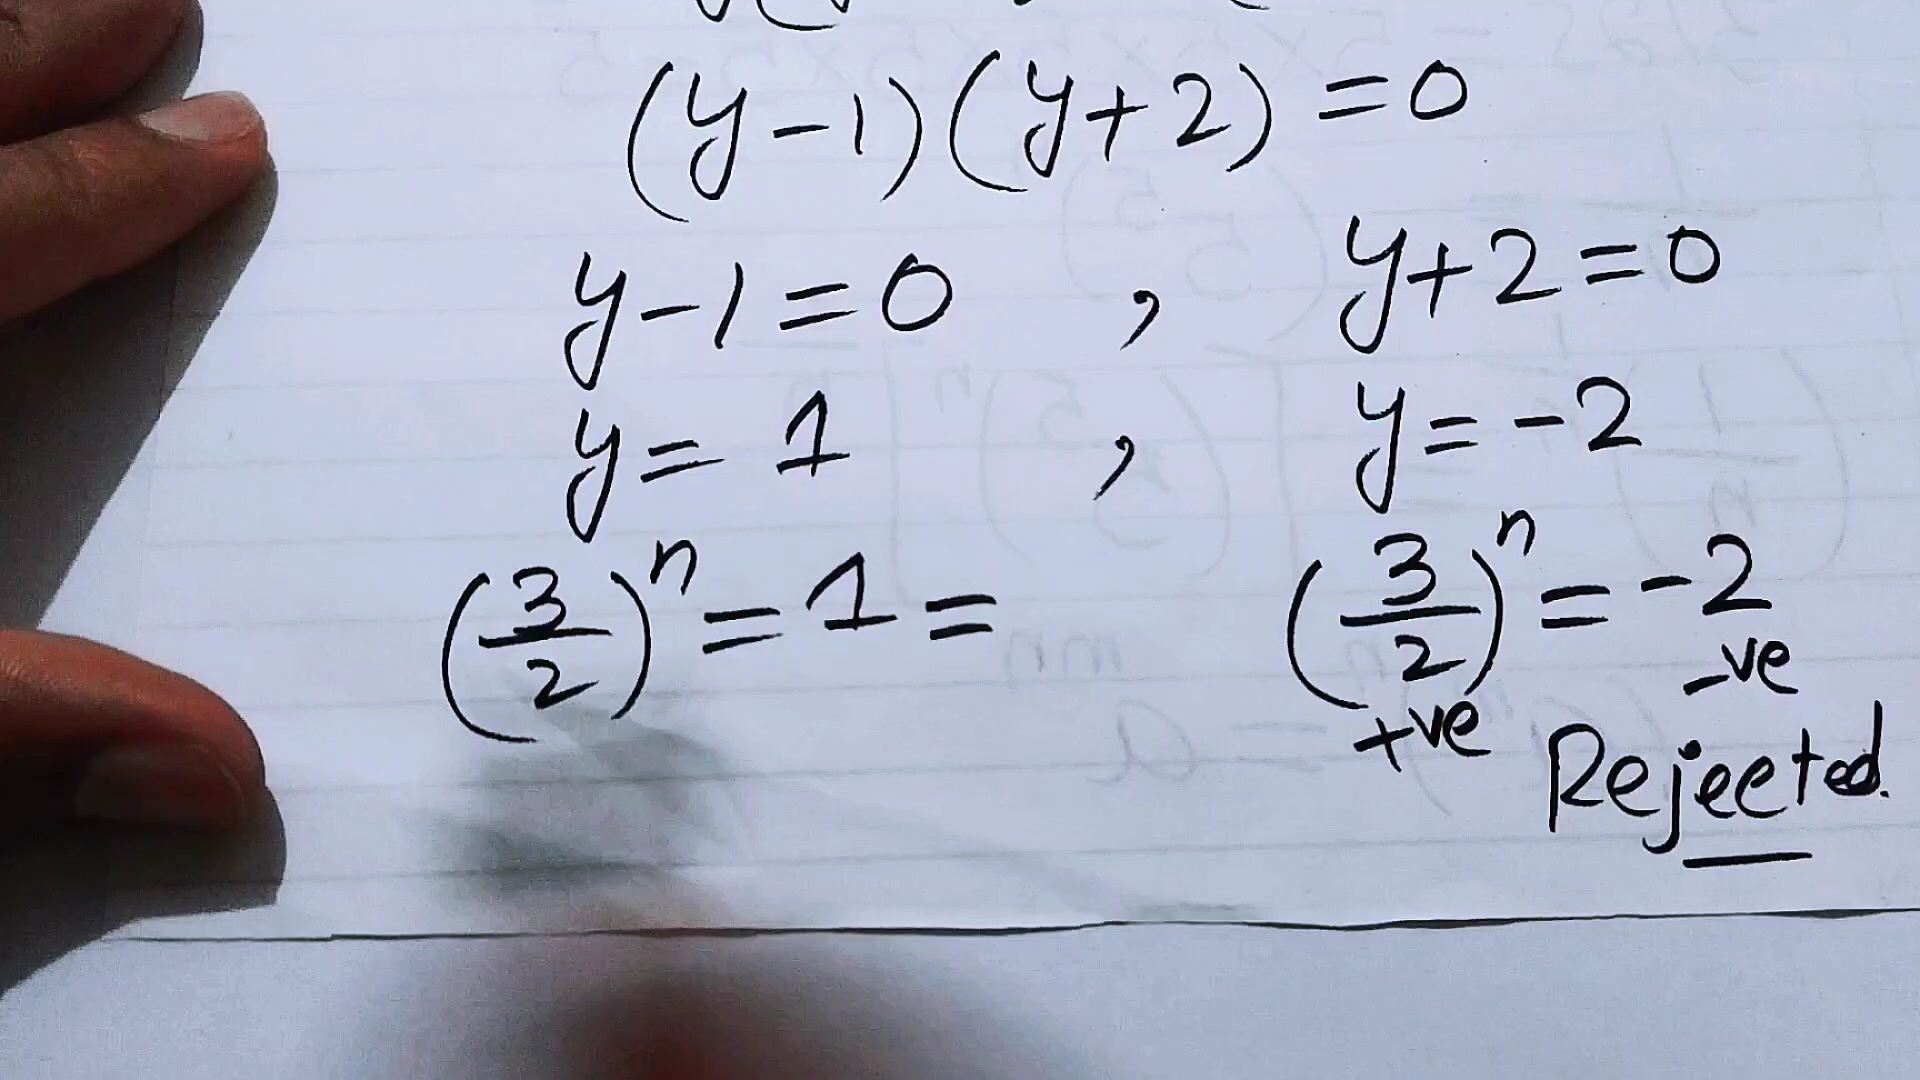 (y-1)(y+2)=0
y-1=0 , y+2=0
y=1 , y=-2
(3/2)^n=1= (3/2)^n=-2
+ve -ve
Rejected.